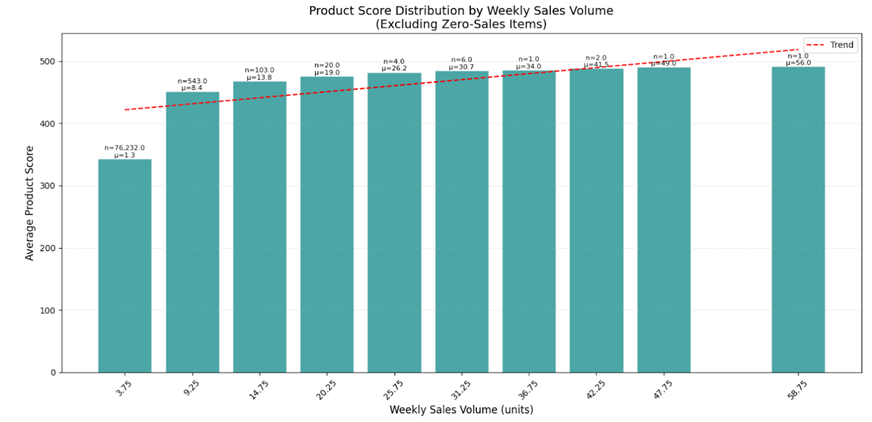 Product Score Distribution by Weekly Sales Volume
(Excluding Zero-Sales Items)
Trend
Average Product Score
500
400
300
200
100
0
n=76,232.0
μ=1.3
n=543.0
μ=8.4
n=103.0
μ=13.8
n=20.0
μ=19.0
n=4.0
μ=26.2
n=6.0
μ=30.7
n=1.0
μ=34.0
n=2.0
μ=41.5
n=1.0
μ=49.0
n=1.0
μ=56.0
3.75
9.25
14.75
20.25
25.75
31.25
36.75
42.25
47.75
58.75
Weekly Sales Volume (units)